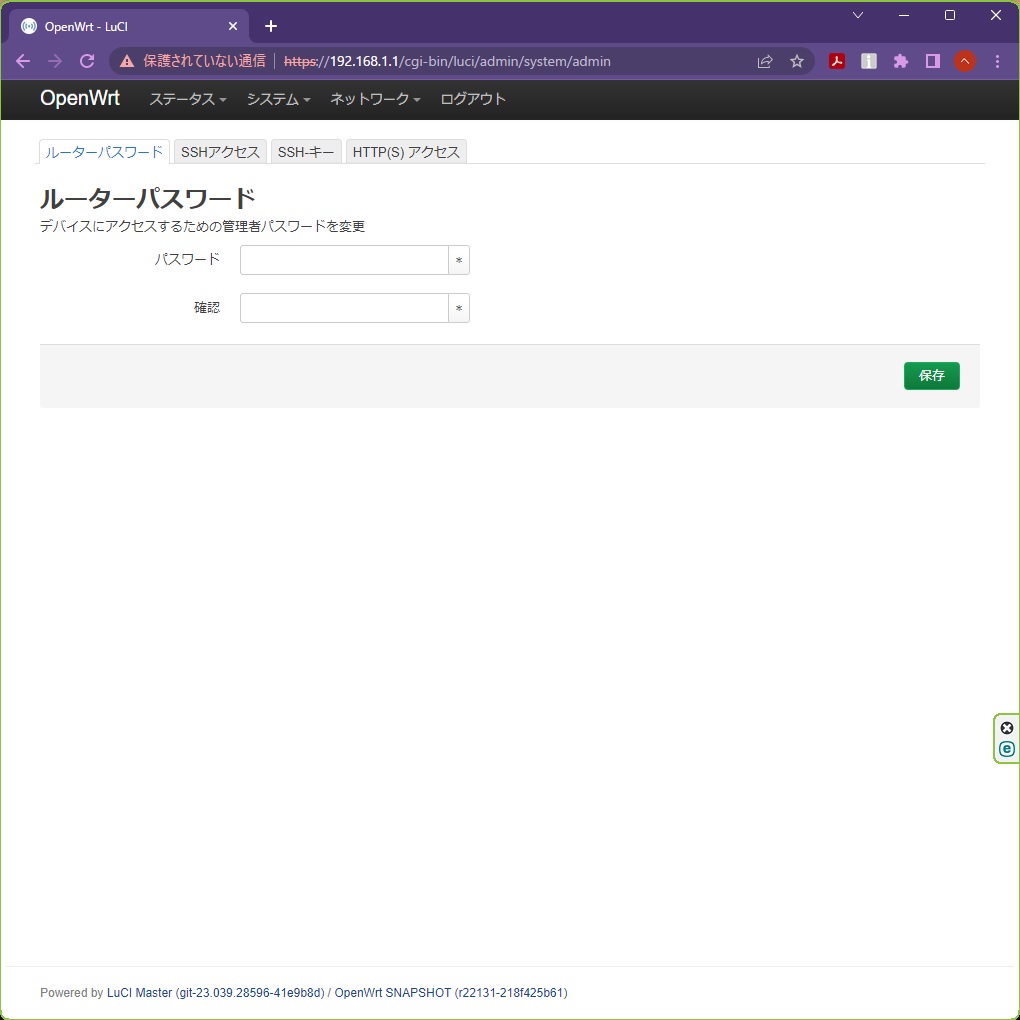 OpenWrt - LuCI
保護されていない通信 https://192.168.1.1/cgi-bin/luci/admin/system/admin
OpenWrt ステータス システム ネットワーク ログアウト
ルーターパスワード SSHアクセス SSH-キー HTTP(S) アクセス
ルーターパスワード
デバイスにアクセスするための管理者パスワードを変更
パスワード *
確認 *
保存
Powered by LuCI Master (git-23.039.28596-41e9b8d) / OpenWrt SNAPSHOT (r22131-218f425b61)